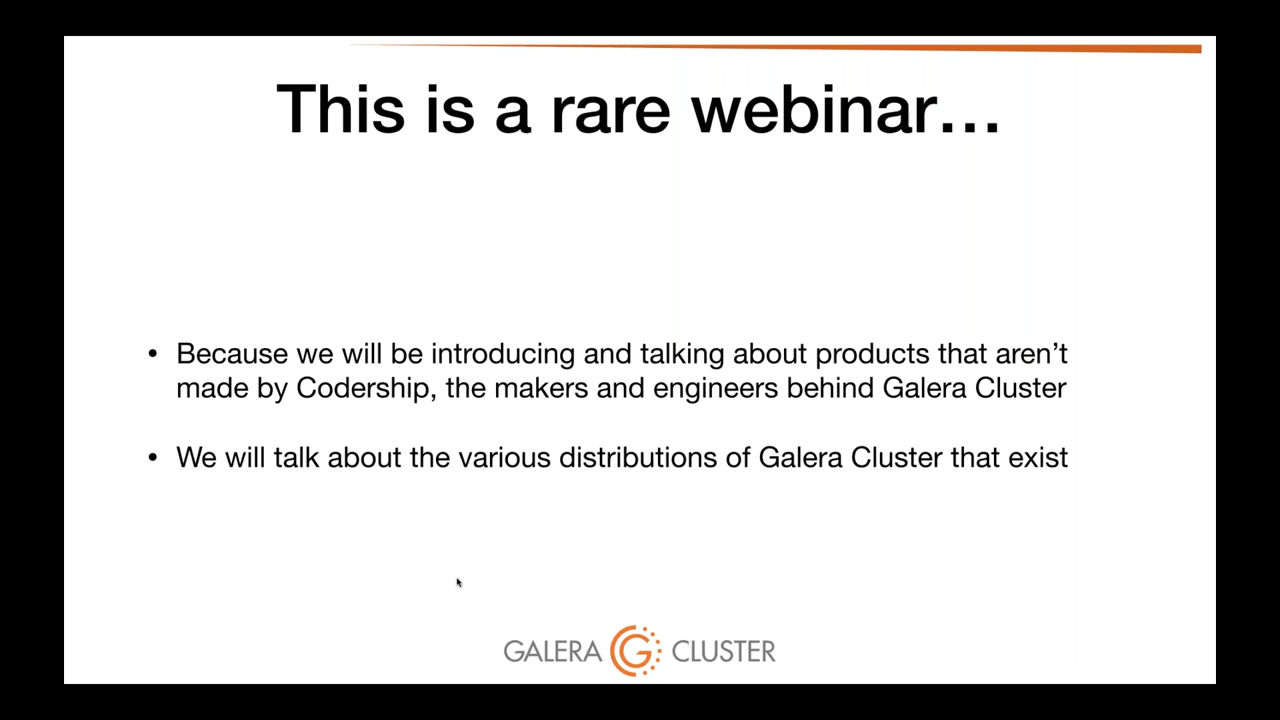 This is a rare webinar...
• Because we will be introducing and talking about products that aren’t
made by Codership, the makers and engineers behind Galera Cluster
• We will talk about the various distributions of Galera Cluster that exist
GALERA CLUSTER